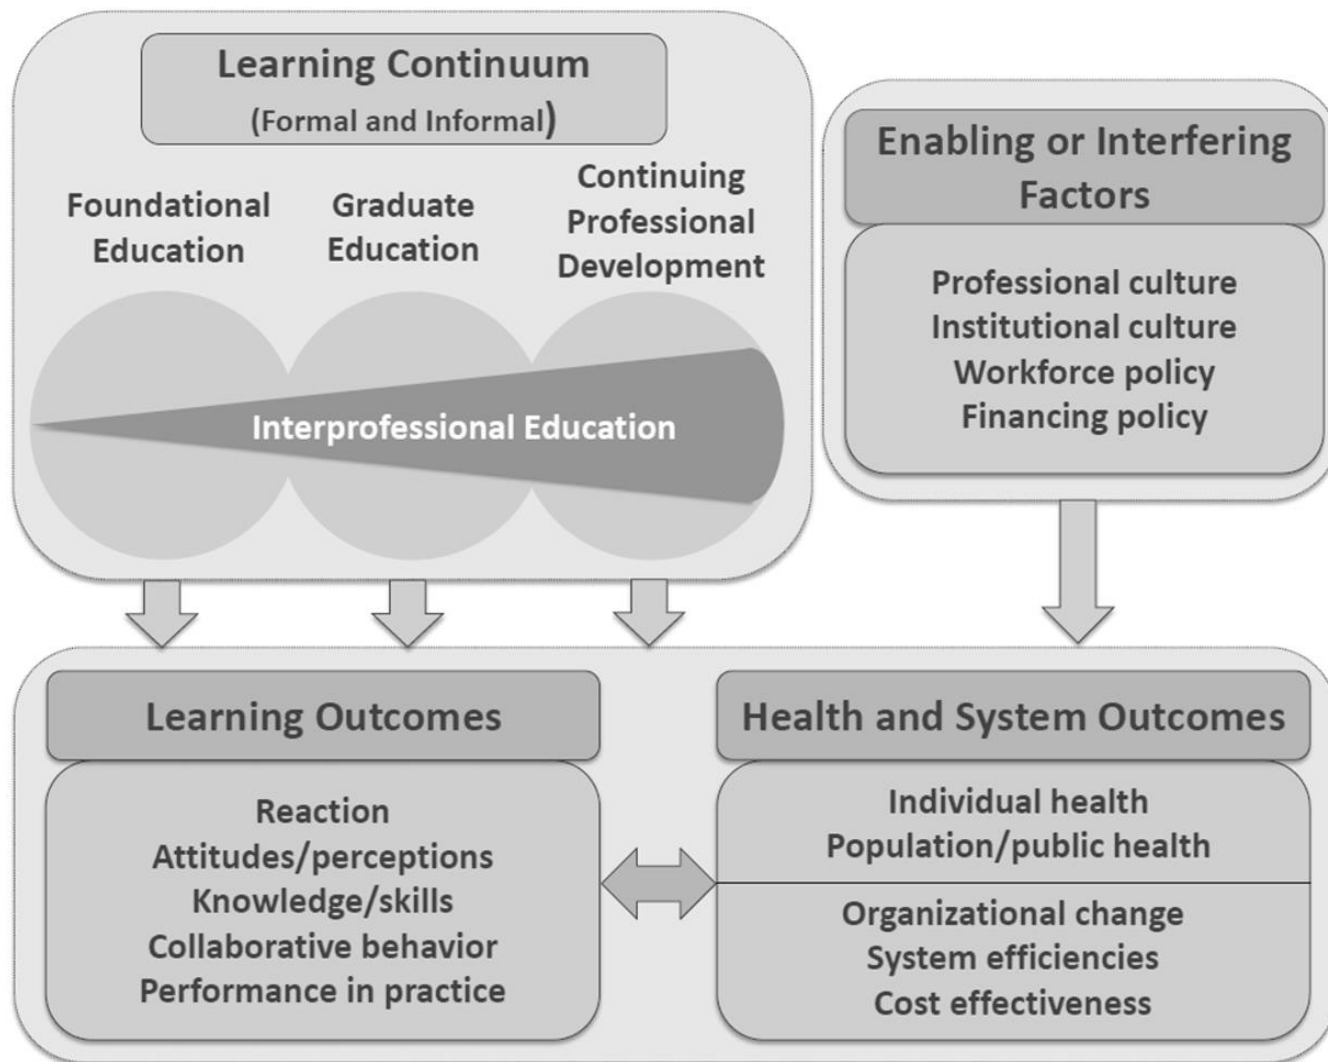 Learning Continuum
(Formal and Informal)
Foundational
Education
Graduate
Education
Continuing
Professional
Development
Interprofessional Education
Enabling or Interfering
Factors
Professional culture
Institutional culture
Workforce policy
Financing policy
Learning Outcomes
Reaction
Attitudes/perceptions
Knowledge/skills
Collaborative behavior
Performance in practice
Health and System Outcomes
Individual health
Population/public health
Organizational change
System efficiencies
Cost effectiveness